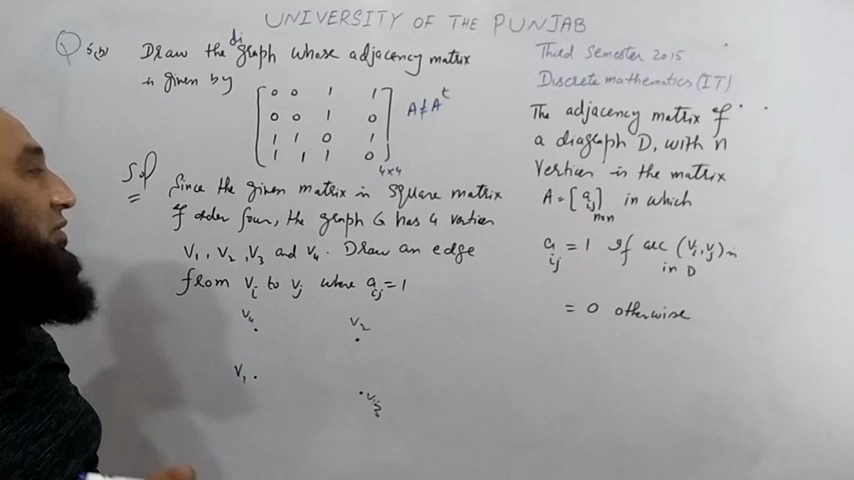 UNIVERSITY OF THE PUNJAB
Q 5(b) Draw the digraph whose adjacency matrix
is given by
0 0 1 1
0 0 1 0
1 1 0 1
1 1 1 0
4×4
A ≠ A^t
Sol
Since the given matrix is square matrix
of order four, the graph G has 4 vertices
V₁, V₂, V₃ and V₄. Draw an edge
from Vi to Vj where aij = 1
V₄
V₂
V₁
V₃
Third Semester 2015
Discrete mathematics (IT)
The adjacency matrix of
a diagraph D, with n
vertices is the matrix
A = [aij]n×n in which
aij = 1 If arc (Vi, Vj) is
in D
= 0 otherwise